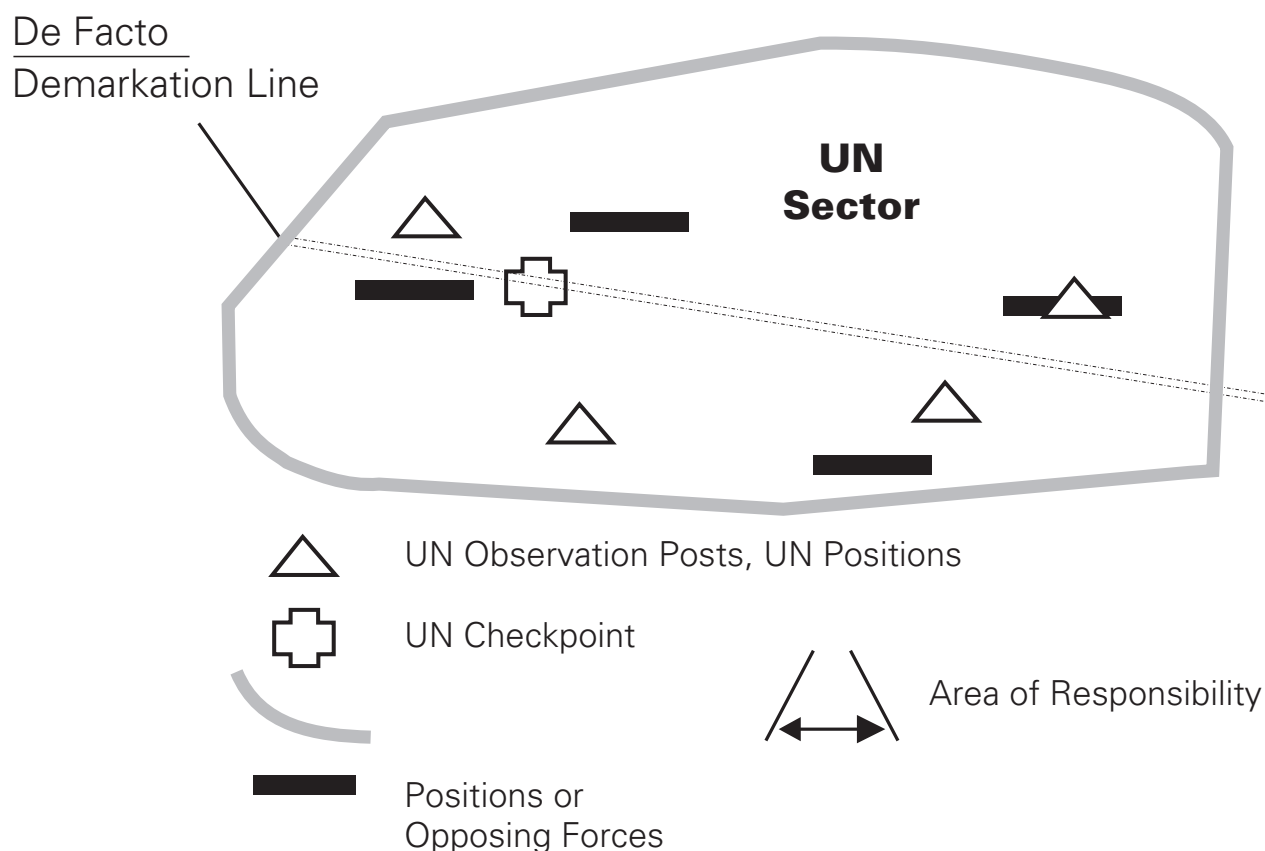 De Facto
Demarkation Line
UN
Sector
UN Observation Posts, UN Positions
UN Checkpoint
Area of Responsibility
Positions or
Opposing Forces